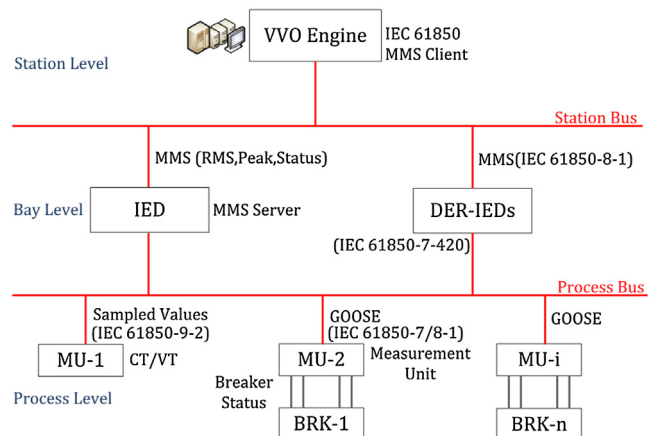 VVO Engine
IEC 61850
MMS Client
Station Level
Station Bus
MMS (RMS,Peak,Status)
MMS(IEC 61850-8-1)
Bay Level
IED
MMS Server
DER-IEDs
(IEC 61850-7-420)
Process Bus
Sampled Values
(IEC 61850-9-2)
GOOSE
(IEC 61850-7/8-1)
GOOSE
MU-1
CT/VT
MU-2
Measurement
Unit
MU-i
Breaker
Status
Process Level
BRK-1
BRK-n